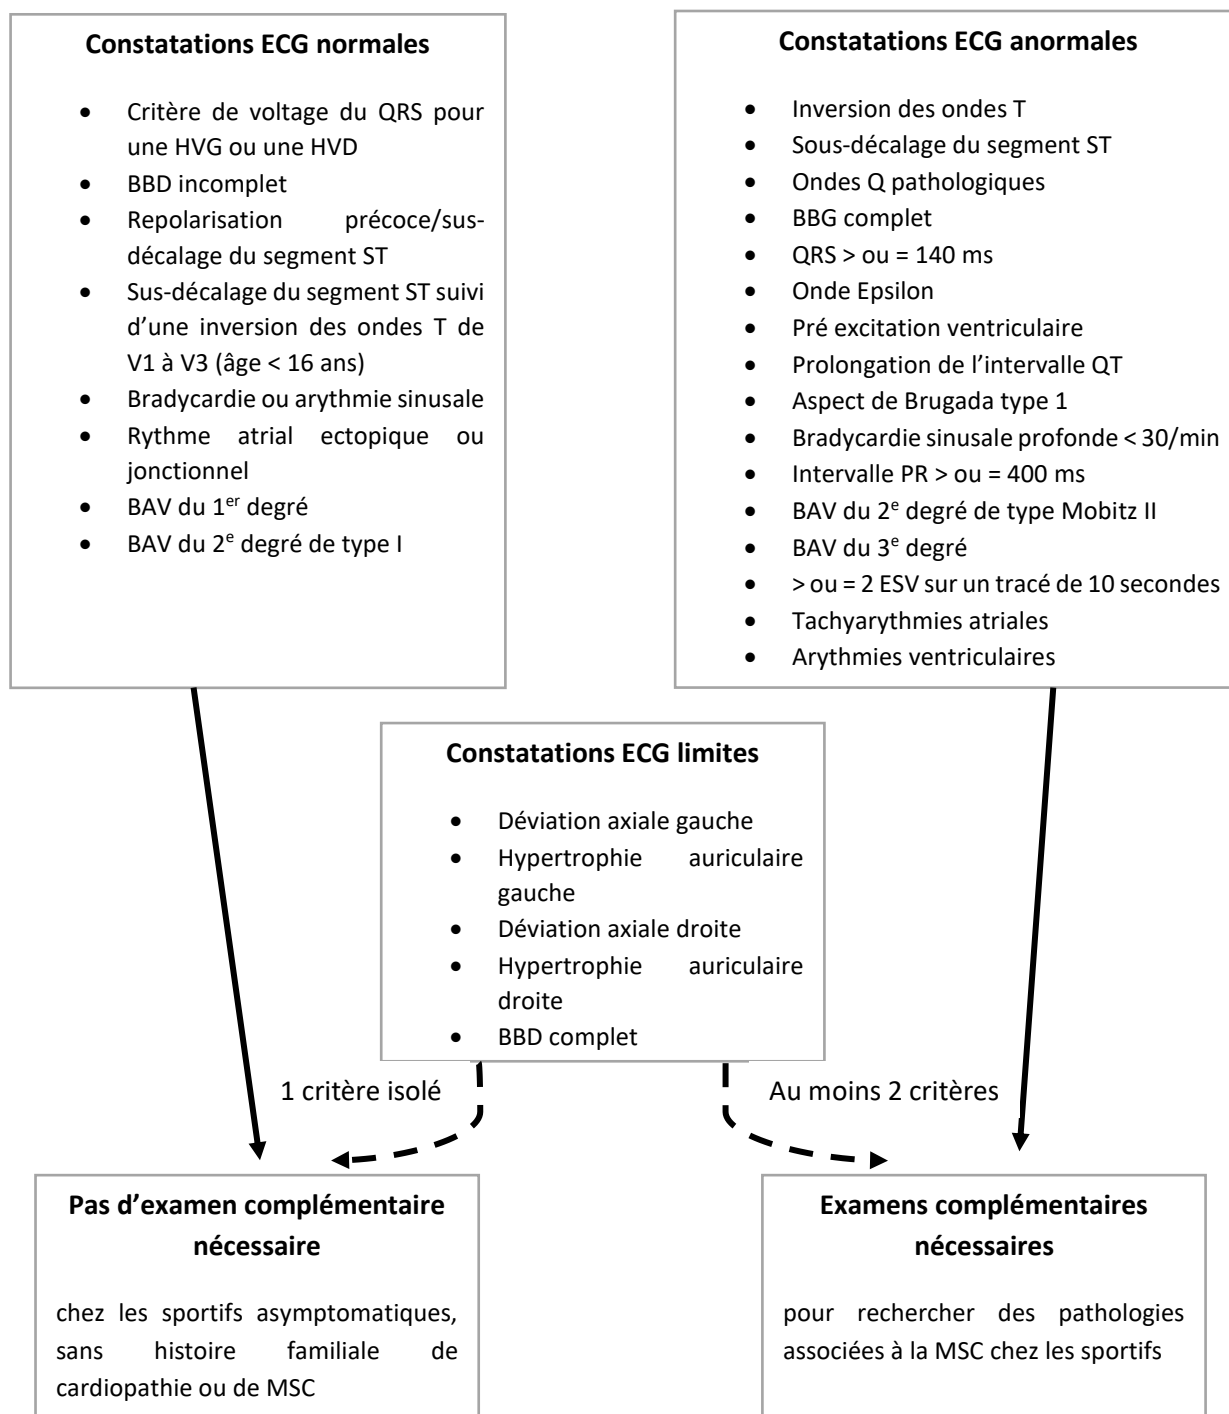 Constatations ECG normales
• Critère de voltage du QRS pour
une HVG ou une HVD
• BBD incomplet
• Repolarisation précoce/sus-
décalage du segment ST
• Sus-décalage du segment ST suivi
d’une inversion des ondes T de
V1 à V3 (âge < 16 ans)
• Bradycardie ou arythmie sinusale
• Rythme atrial ectopique ou
jonctionnel
• BAV du 1er degré
• BAV du 2e degré de type I
Constatations ECG anormales
• Inversion des ondes T
• Sous-décalage du segment ST
• Ondes Q pathologiques
• BBG complet
• QRS > ou = 140 ms
• Onde Epsilon
• Pré excitation ventriculaire
• Prolongation de l’intervalle QT
• Aspect de Brugada type 1
• Bradycardie sinusale profonde < 30/min
• Intervalle PR > ou = 400 ms
• BAV du 2e degré de type Mobitz II
• BAV du 3e degré
• > ou = 2 ESV sur un tracé de 10 secondes
• Tachyarythmies atriales
• Arythmies ventriculaires
Constatations ECG limites
• Déviation axiale gauche
• Hypertrophie auriculaire
gauche
• Déviation axiale droite
• Hypertrophie auriculaire
droite
• BBD complet
1 critère isolé
Au moins 2 critères
Pas d’examen complémentaire
nécessaire
chez les sportifs asymptomatiques,
sans histoire familiale de
cardiopathie ou de MSC
Examens complémentaires
nécessaires
pour rechercher des pathologies
associées à la MSC chez les sportifs